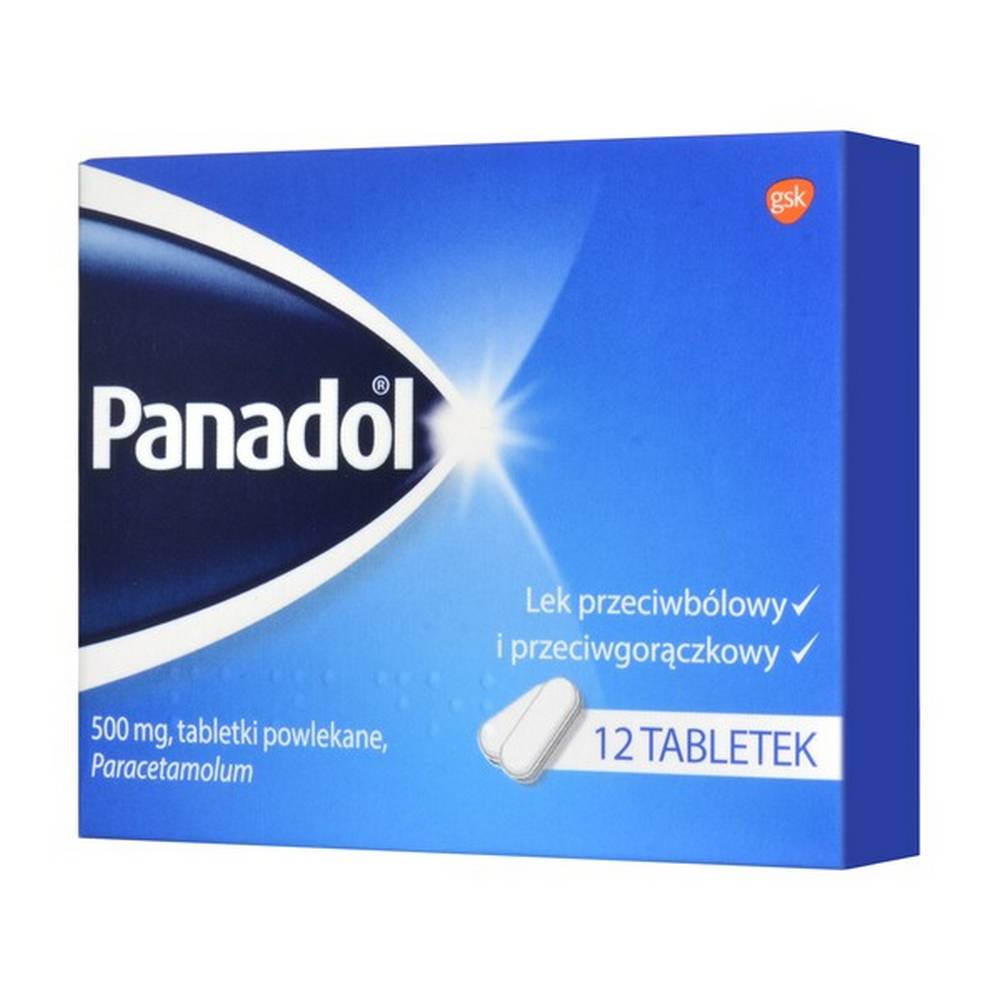 gsk
Panadol®
Lek przeciwbólowy ✓
i przeciwgorączkowy ✓
500 mg, tabletki powlekane,
Paracetamolum
12 TABLETEK